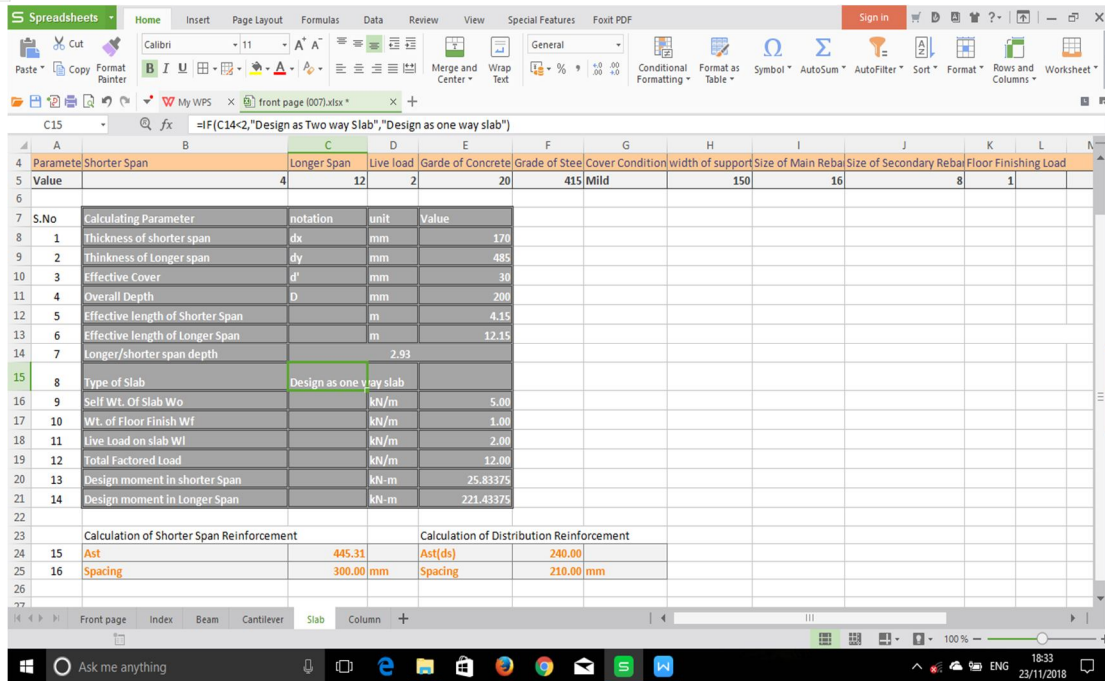 Spreadsheets Home Insert Page Layout Formulas Data Review View Special Features Foxit PDF Sign in
Cut Calibri 11 General
Paste Copy Format Painter B I U Merge and Center Wrap Text Conditional Formatting Format as Table Symbol AutoSum AutoFilter Sort Format Rows and Columns Worksheet
My WPS front page (007).xlsx *
C15 fx =IF(C14<2,"Design as Two way Slab","Design as one way slab")
A B C D E F G H I J K L
4 Paramete Shorter Span Longer Span Live load Garde of Concrete Grade of Stee Cover Condition width of support Size of Main Rebar Size of Secondary Rebar Floor Finishing Load
5 Value 4 12 2 20 415 Mild 150 16 8 1
6
7 S.No Calculating Parameter notation unit Value
8 1 Thickness of shorter span dx mm 170
9 2 Thinkness of Longer span dy mm 485
10 3 Effective Cover d' mm 30
11 4 Overall Depth D mm 200
12 5 Effective length of Shorter Span m 4.15
13 6 Effective length of Longer Span m 12.15
14 7 Longer/shorter span depth 2.93
15 8 Type of Slab Design as one way slab
16 9 Self Wt. Of Slab Wo kN/m 5.00
17 10 Wt. of Floor Finish Wf kN/m 1.00
18 11 Live Load on slab Wl kN/m 2.00
19 12 Total Factored Load kN/m 12.00
20 13 Design moment in shorter Span kN-m 25.83375
21 14 Design moment in Longer Span kN-m 221.43375
22
23 Calculation of Shorter Span Reinforcement Calculation of Distribution Reinforcement
24 15 Ast 445.31 Ast(ds) 240.00
25 16 Spacing 300.00 mm Spacing 210.00 mm
26
27
Front page Index Beam Cantilever Slab Column
100 %
Ask me anything ENG 18:33
23/11/2018